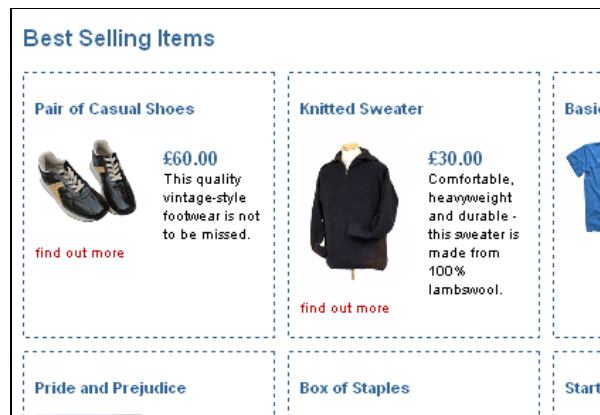 Best Selling Items
Pair of Casual Shoes
£60.00
This quality
vintage-style
footwear is not
to be missed.
find out more
Knitted Sweater
£30.00
Comfortable,
heavyweight
and durable -
this sweater is
made from
100%
lambswool.
find out more
Basi
Pride and Prejudice
Box of Staples
Start